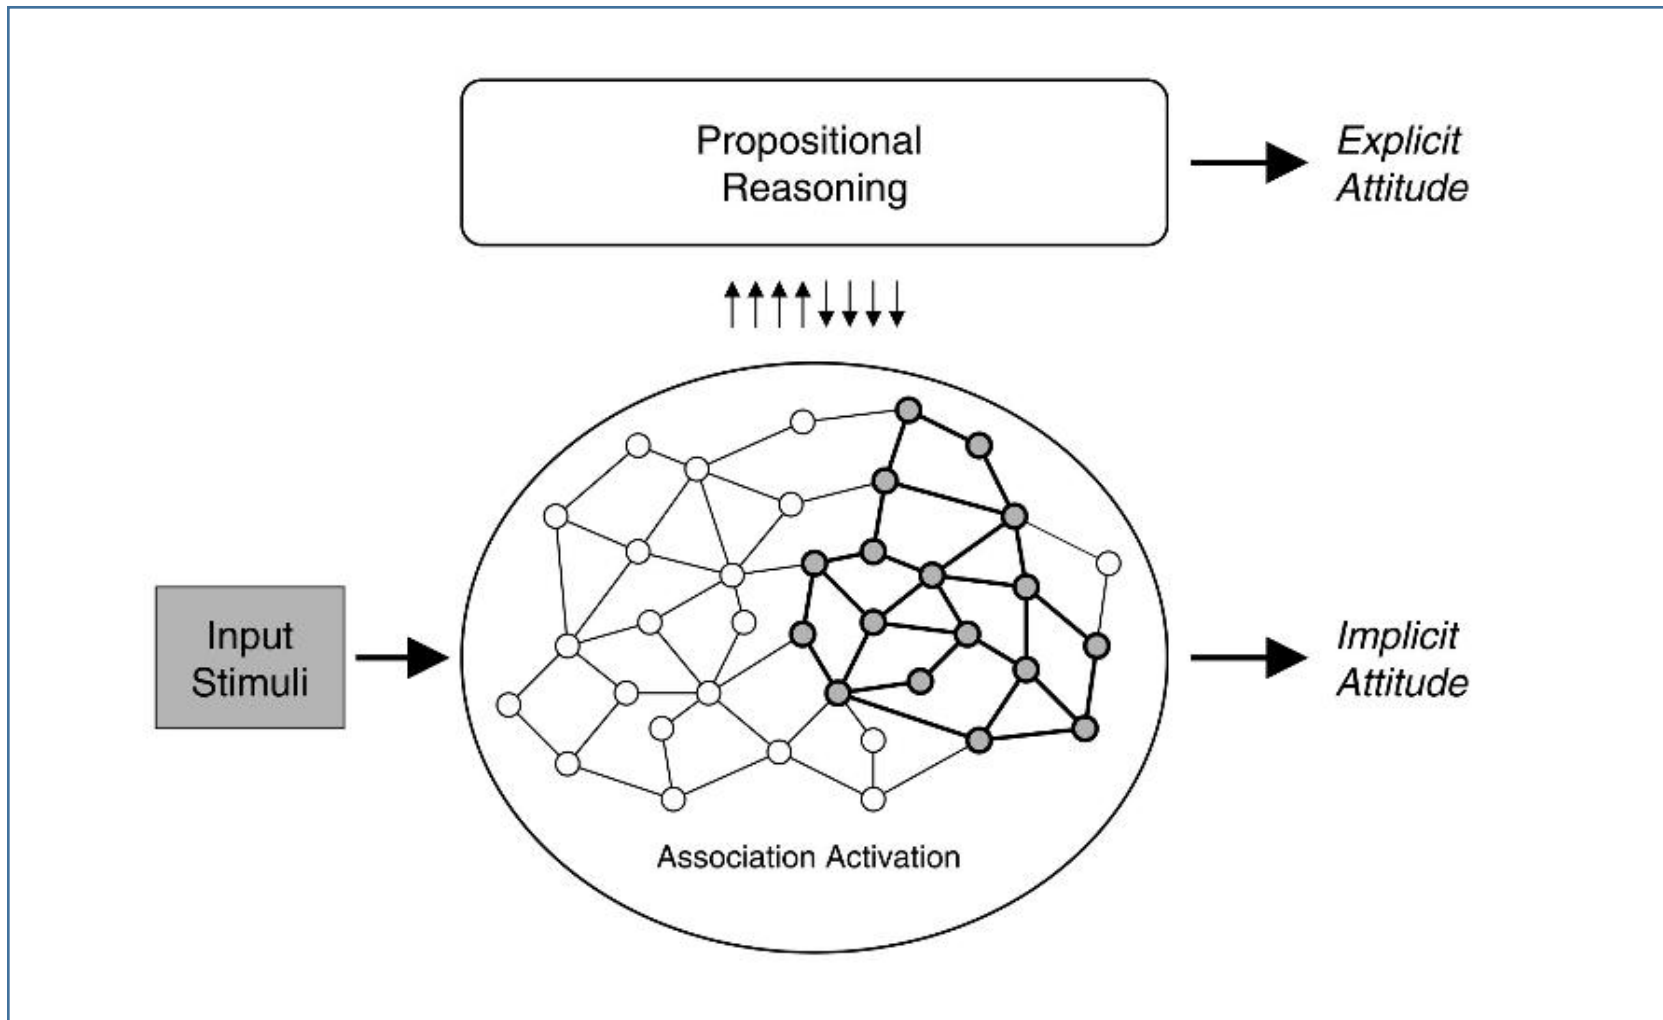 Propositional
Reasoning
Explicit
Attitude
Input
Stimuli
Implicit
Attitude
Association Activation